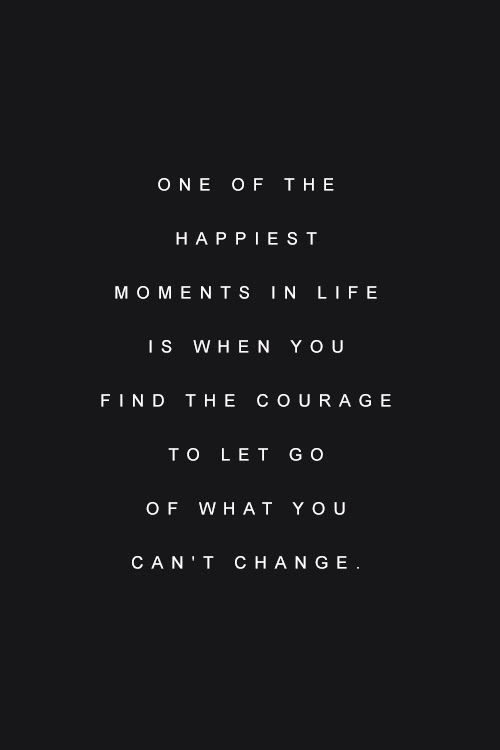 ONE OF THE
HAPPIEST
MOMENTS IN LIFE
IS WHEN YOU
FIND THE COURAGE
TO LET GO
OF WHAT YOU
CAN'T CHANGE.